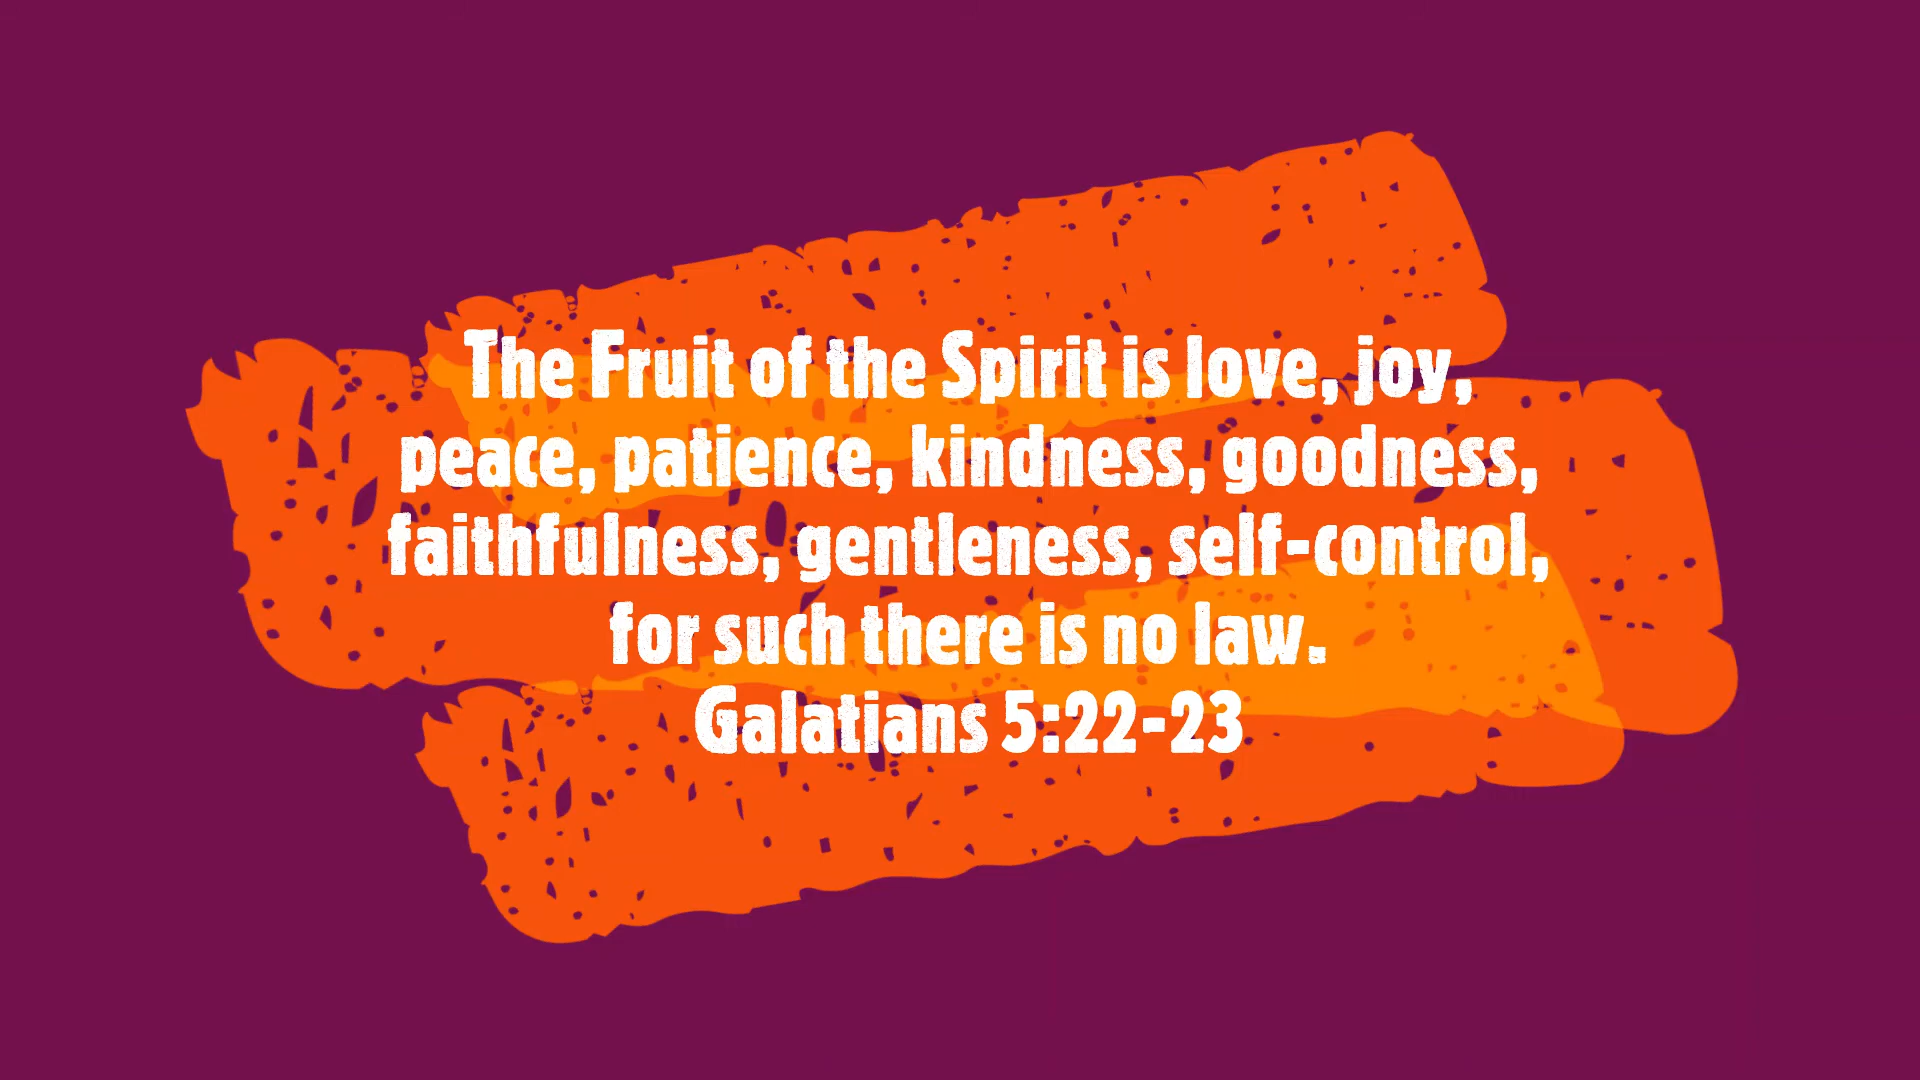 The Fruit of the Spirit is love, joy,
peace, patience, kindness, goodness,
faithfulness, gentleness, self-control,
for such there is no law.
Galatians 5:22-23